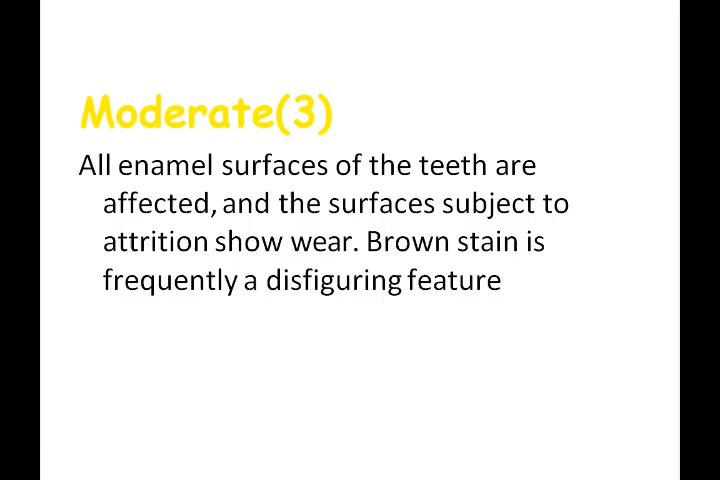 Moderate(3)
All enamel surfaces of the teeth are
affected, and the surfaces subject to
attrition show wear. Brown stain is
frequently a disfiguring feature